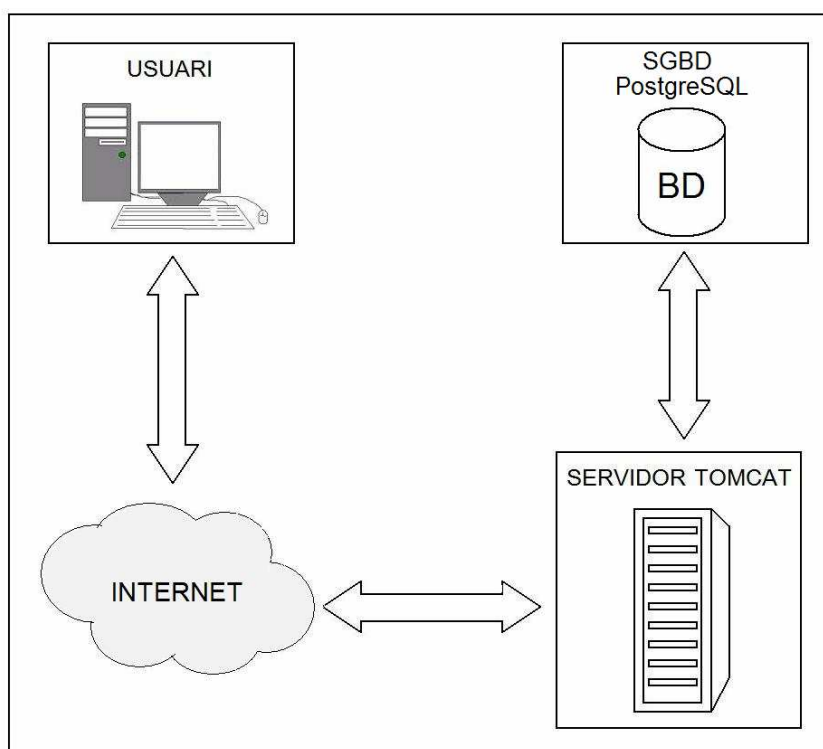 USUARI
SGBD
PostgreSQL
BD
INTERNET
SERVIDOR TOMCAT